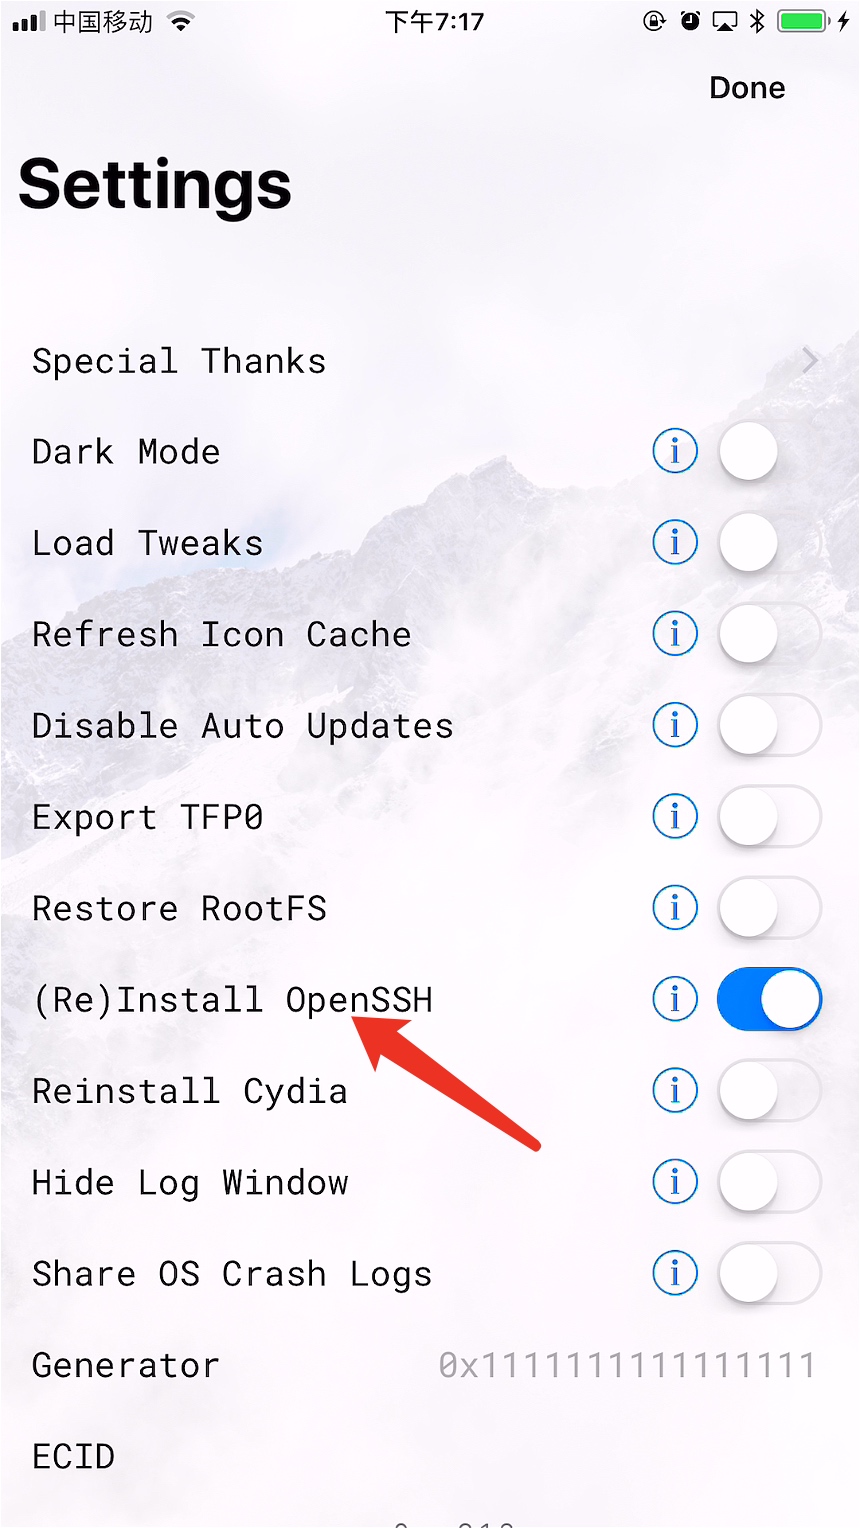 中国移动 下午7:17
Done
Settings
Special Thanks
Dark Mode
Load Tweaks
Refresh Icon Cache
Disable Auto Updates
Export TFP0
Restore RootFS
(Re)Install OpenSSH
Reinstall Cydia
Hide Log Window
Share OS Crash Logs
Generator 0x1111111111111111
ECID